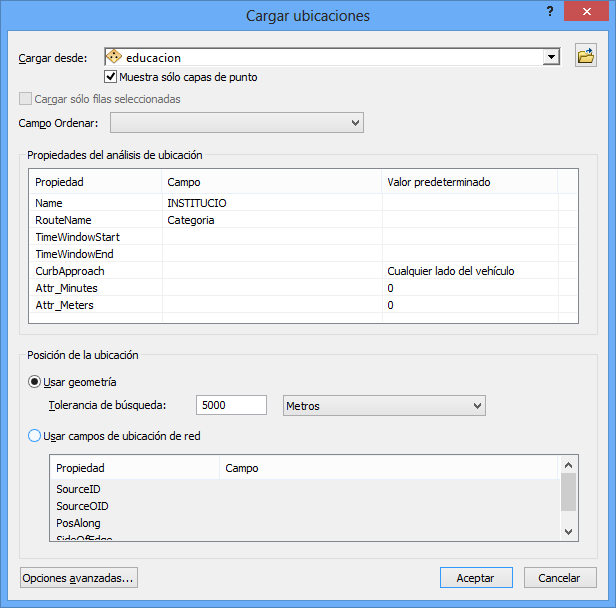 Cargar ubicaciones
?
Cargar desde: educacion
Muestra sólo capas de punto
Cargar sólo filas seleccionadas
Campo Ordenar:
Propiedades del análisis de ubicación
Propiedad Campo Valor predeterminado
Name INSTITUCIO
RouteName Categoria
TimeWindowStart
TimeWindowEnd
CurbApproach Cualquier lado del vehículo
Attr_Minutes 0
Attr_Meters 0
Posición de la ubicación
Usar geometría
Tolerancia de búsqueda: 5000 Metros
Usar campos de ubicación de red
Propiedad Campo
SourceID
SourceOID
PosAlong
SideOfEdge
Opciones avanzadas... Aceptar Cancelar